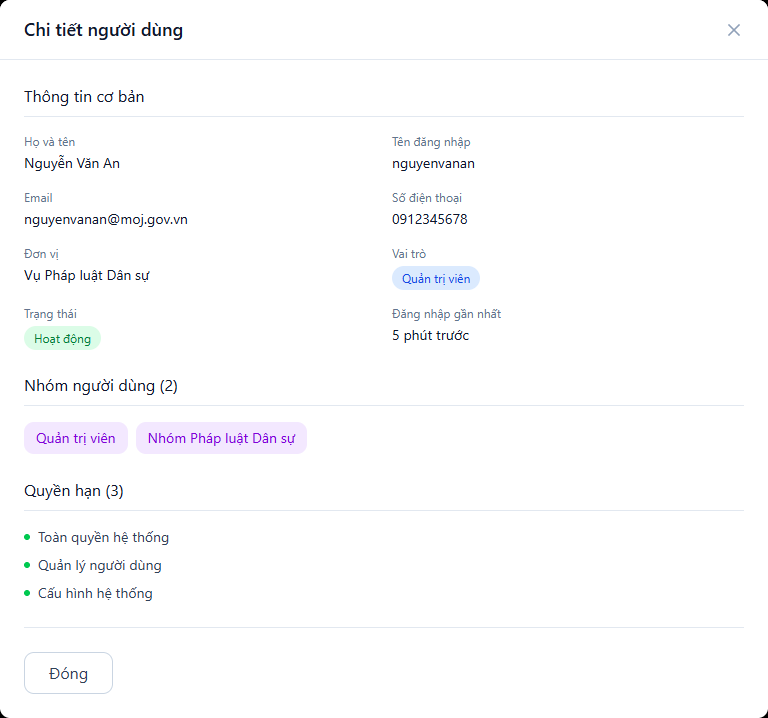 Chi tiết người dùng
Thông tin cơ bản
Họ và tên
Nguyễn Văn An
Tên đăng nhập
nguyenvanan
Email
nguyenvanan@moj.gov.vn
Số điện thoại
0912345678
Đơn vị
Vụ Pháp luật Dân sự
Vai trò
Quản trị viên
Trạng thái
Hoạt động
Đăng nhập gần nhất
5 phút trước
Nhóm người dùng (2)
Quản trị viên
Nhóm Pháp luật Dân sự
Quyền hạn (3)
Toàn quyền hệ thống
Quản lý người dùng
Cấu hình hệ thống
Đóng